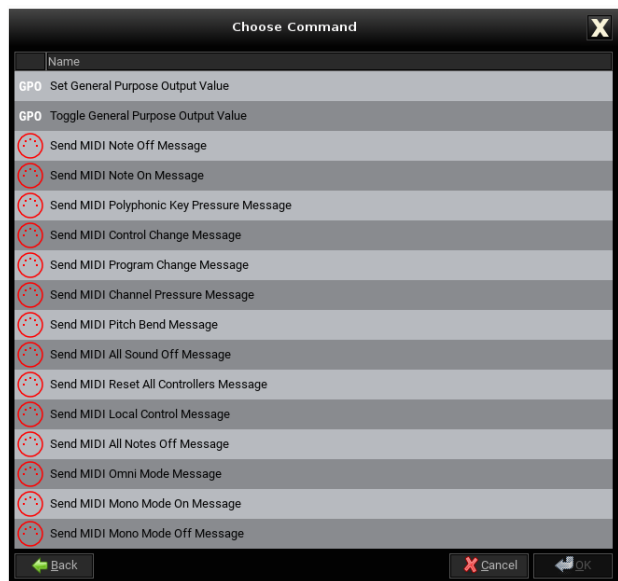 Choose Command
X
Name
GPO Set General Purpose Output Value
GPO Toggle General Purpose Output Value
Send MIDI Note Off Message
Send MIDI Note On Message
Send MIDI Polyphonic Key Pressure Message
Send MIDI Control Change Message
Send MIDI Program Change Message
Send MIDI Channel Pressure Message
Send MIDI Pitch Bend Message
Send MIDI All Sound Off Message
Send MIDI Reset All Controllers Message
Send MIDI Local Control Message
Send MIDI All Notes Off Message
Send MIDI Omni Mode Message
Send MIDI Mono Mode On Message
Send MIDI Mono Mode Off Message
Back Cancel OK